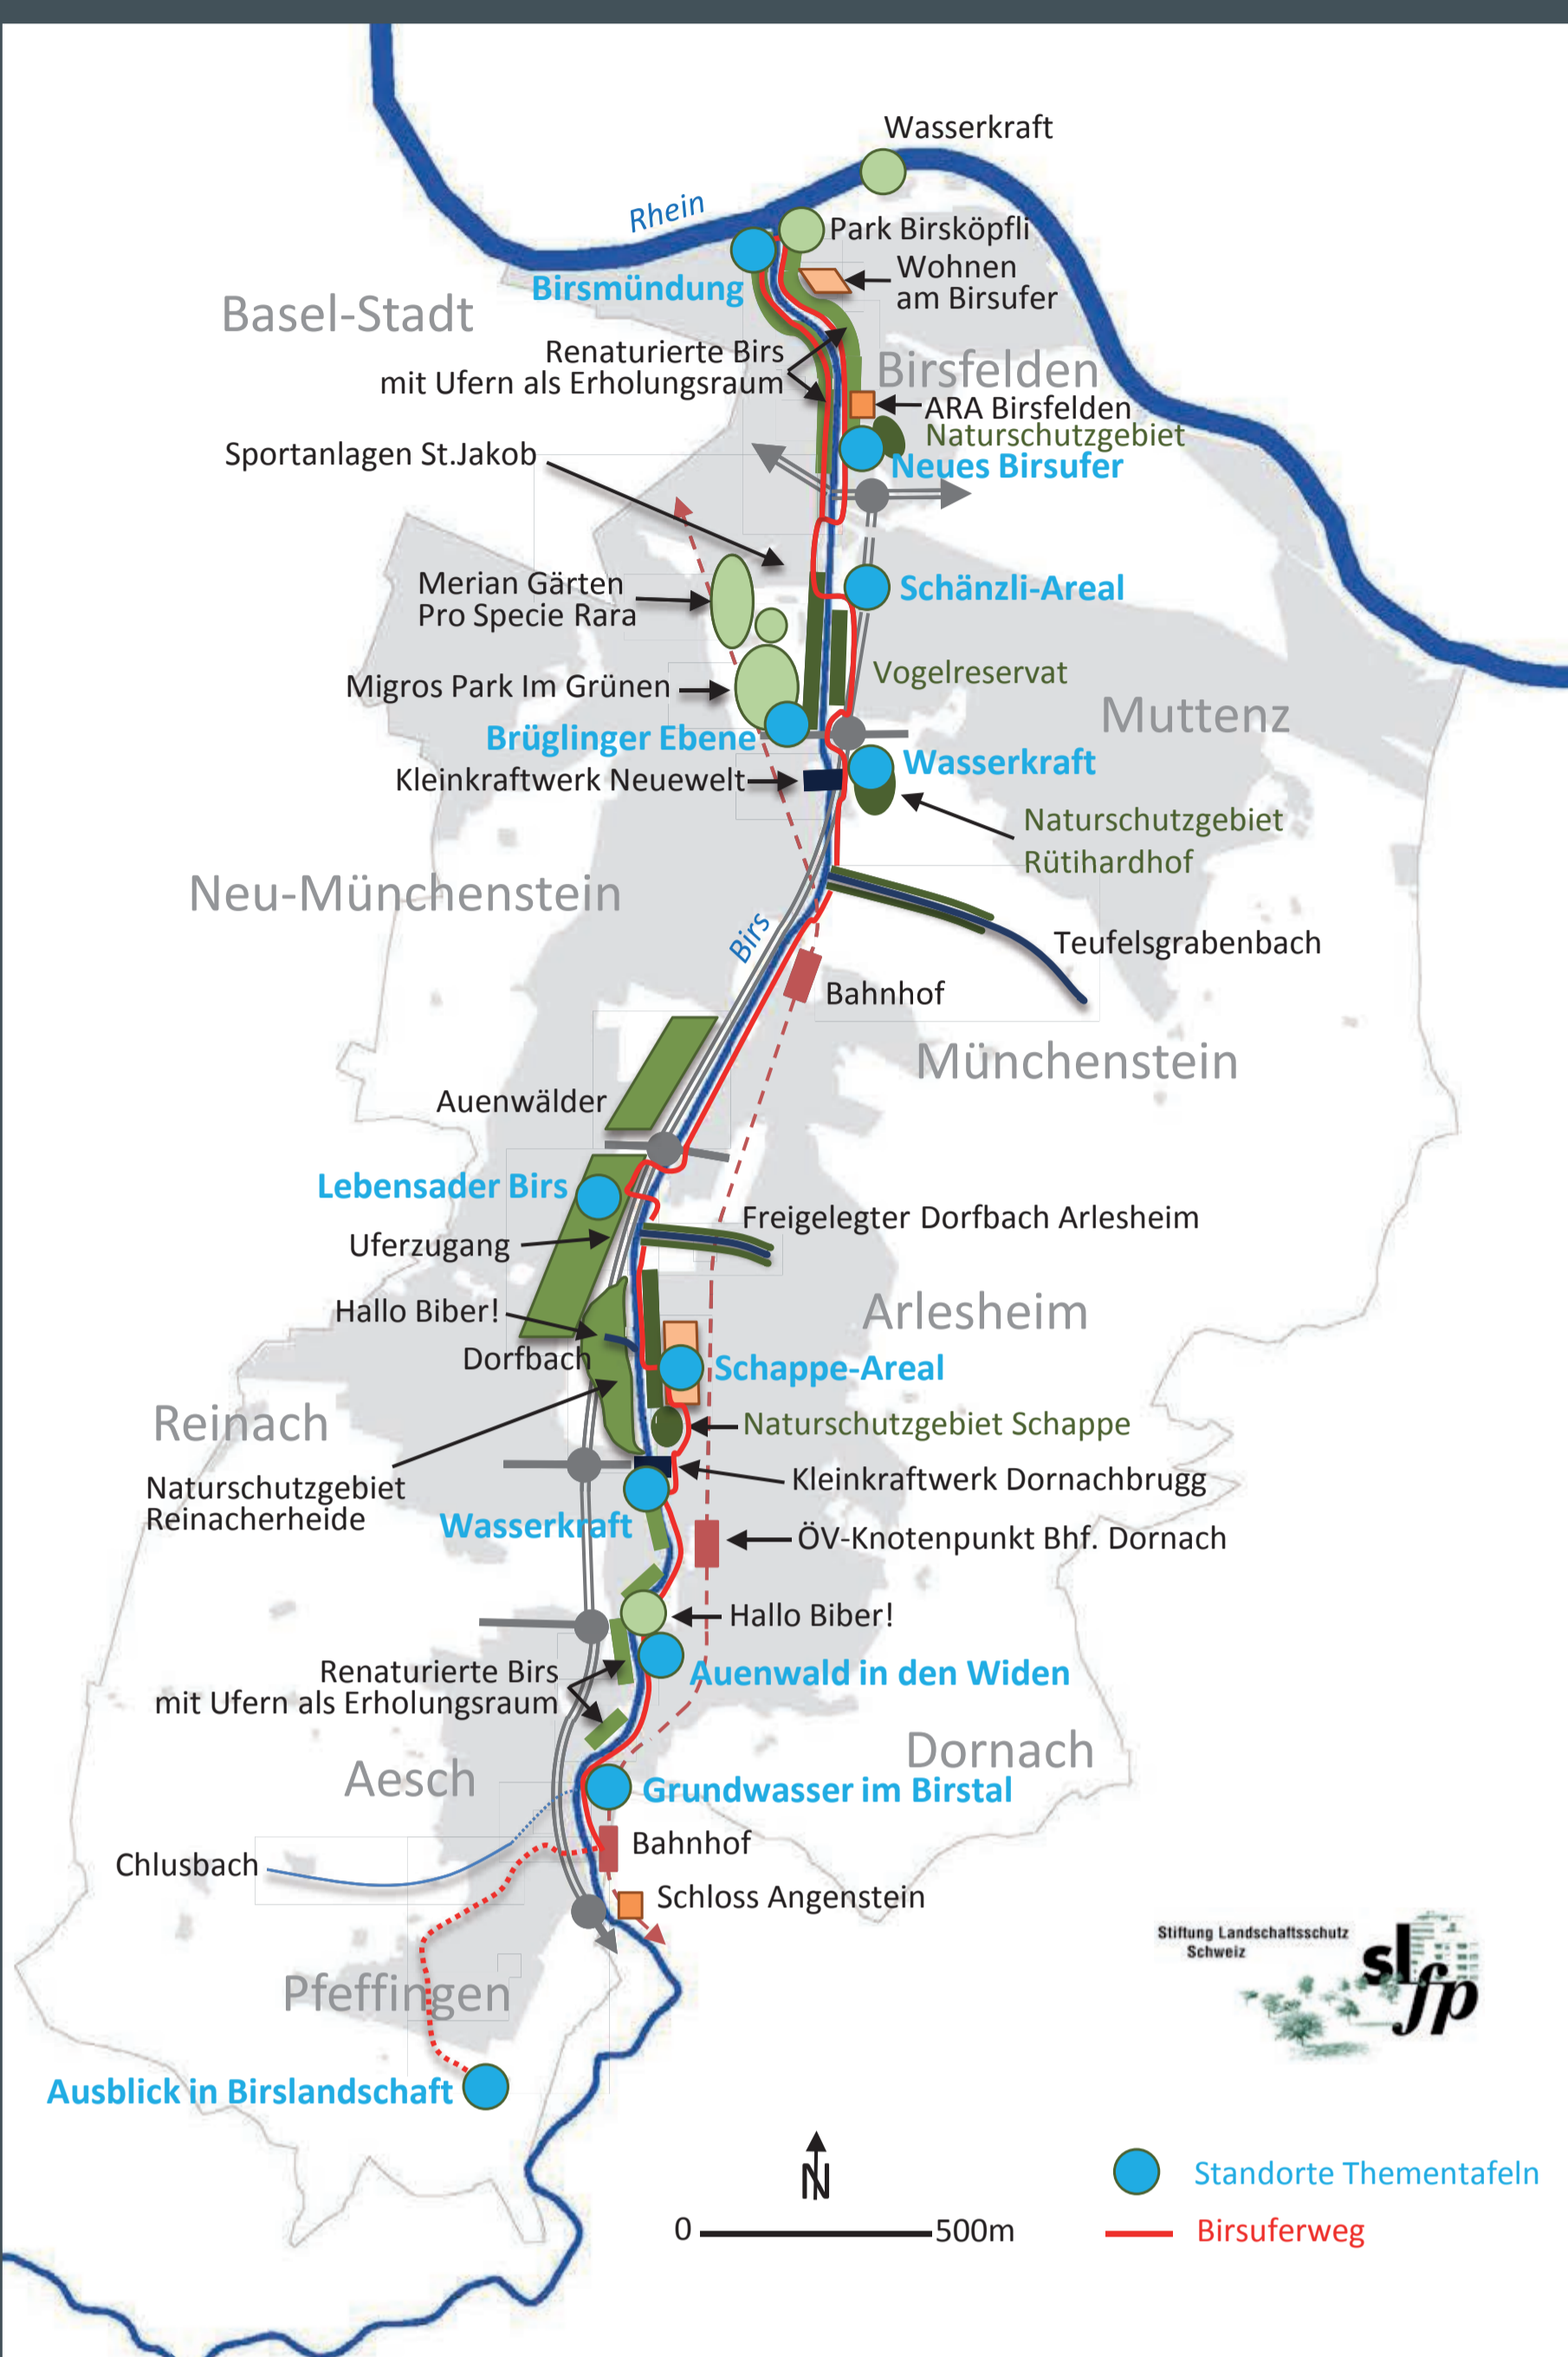 Wasserkraft
Rhein
Park Birsköpfli
Wohnen
am Birsufer
Birsmündung
Basel-Stadt
Renaturierte Birs
mit Ufern als Erholungsraum
Birsfelden
ARA Birsfelden
Naturschutzgebiet
Neues Birsufer
Sportanlagen St.Jakob
Merian Gärten
Pro Specie Rara
Schänzli-Areal
Vogelreservat
Migros Park Im Grünen
Muttenz
Brüglinger Ebene
Wasserkraft
Kleinkraftwerk Neuewelt
Naturschutzgebiet
Rütihardhof
Neu-Münchenstein
Birs
Teufelsgrabenbach
Bahnhof
Münchenstein
Auenwälder
Lebensader Birs
Freigelegter Dorfbach Arlesheim
Uferzugang
Hallo Biber!
Arlesheim
Dorfbach
Schappe-Areal
Reinach
Naturschutzgebiet Schappe
Naturschutzgebiet
Reinacherheide
Kleinkraftwerk Dornachbrugg
Wasserkraft
ÖV-Knotenpunkt Bhf. Dornach
Hallo Biber!
Renaturierte Birs
mit Ufern als Erholungsraum
Auenwald in den Widen
Dornach
Aesch
Grundwasser im Birstal
Bahnhof
Chlusbach
Schloss Angenstein
Stiftung Landschaftsschutz
Schweiz
sl
fp
Pfeffingen
Ausblick in Birslandschaft
N
Standorte Thementafeln
0 500m
Birsuferweg